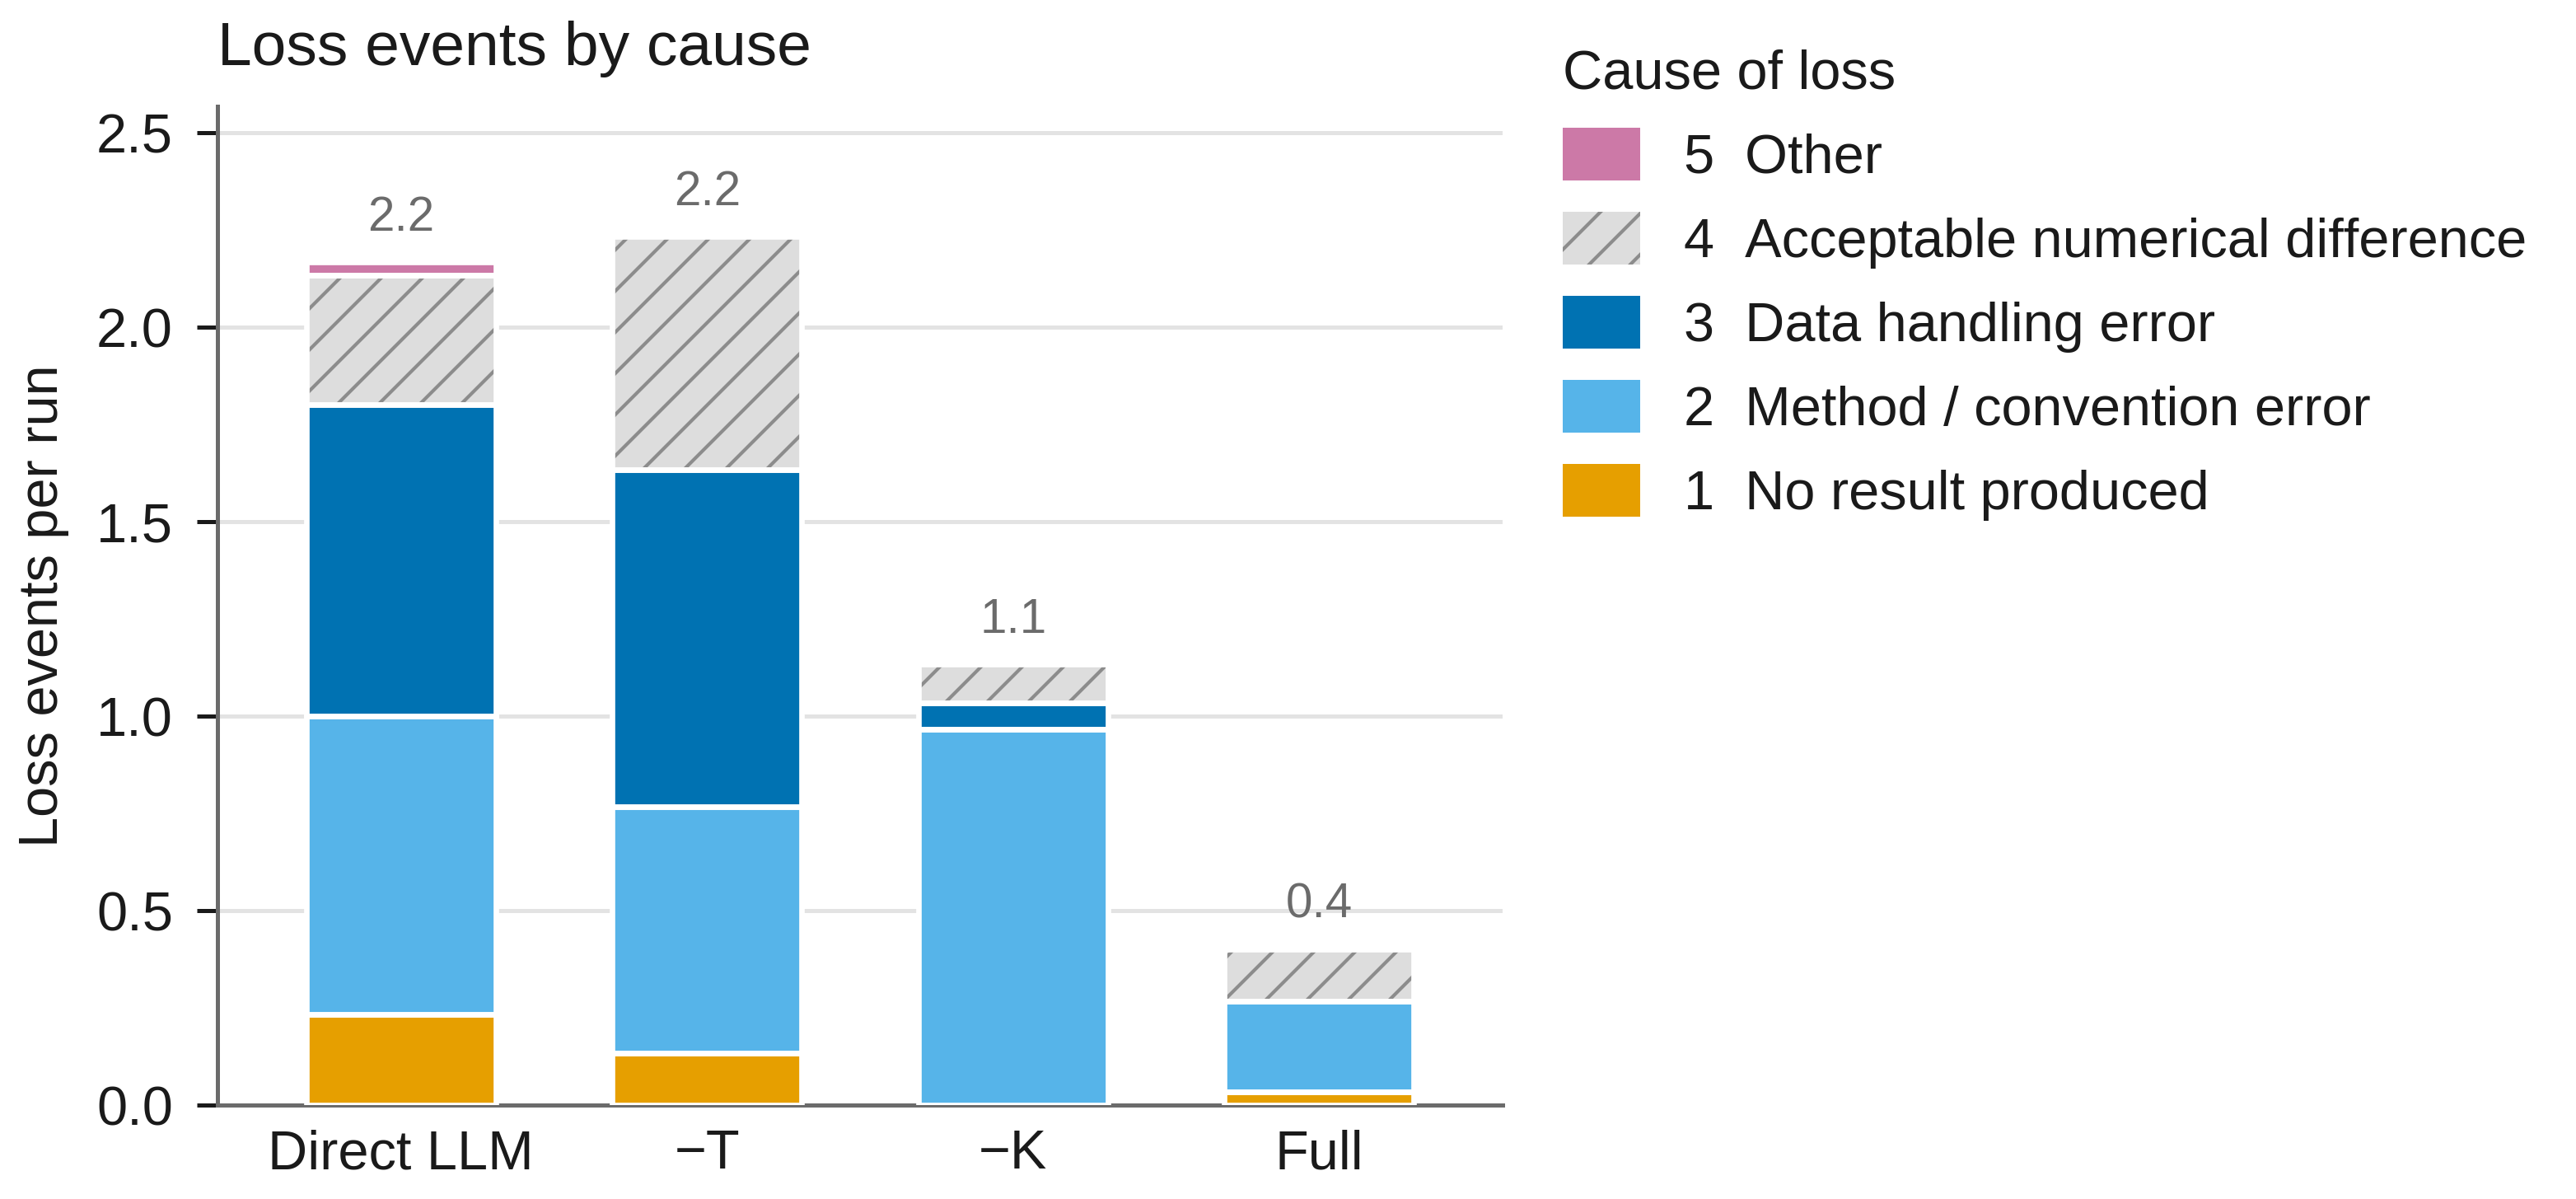 Loss events by cause
Loss events per run
2.5
2.0
1.5
1.0
0.5
0.0
2.2
2.2
1.1
0.4
Direct LLM
−T
−K
Full
Cause of loss
5 Other
4 Acceptable numerical difference
3 Data handling error
2 Method / convention error
1 No result produced